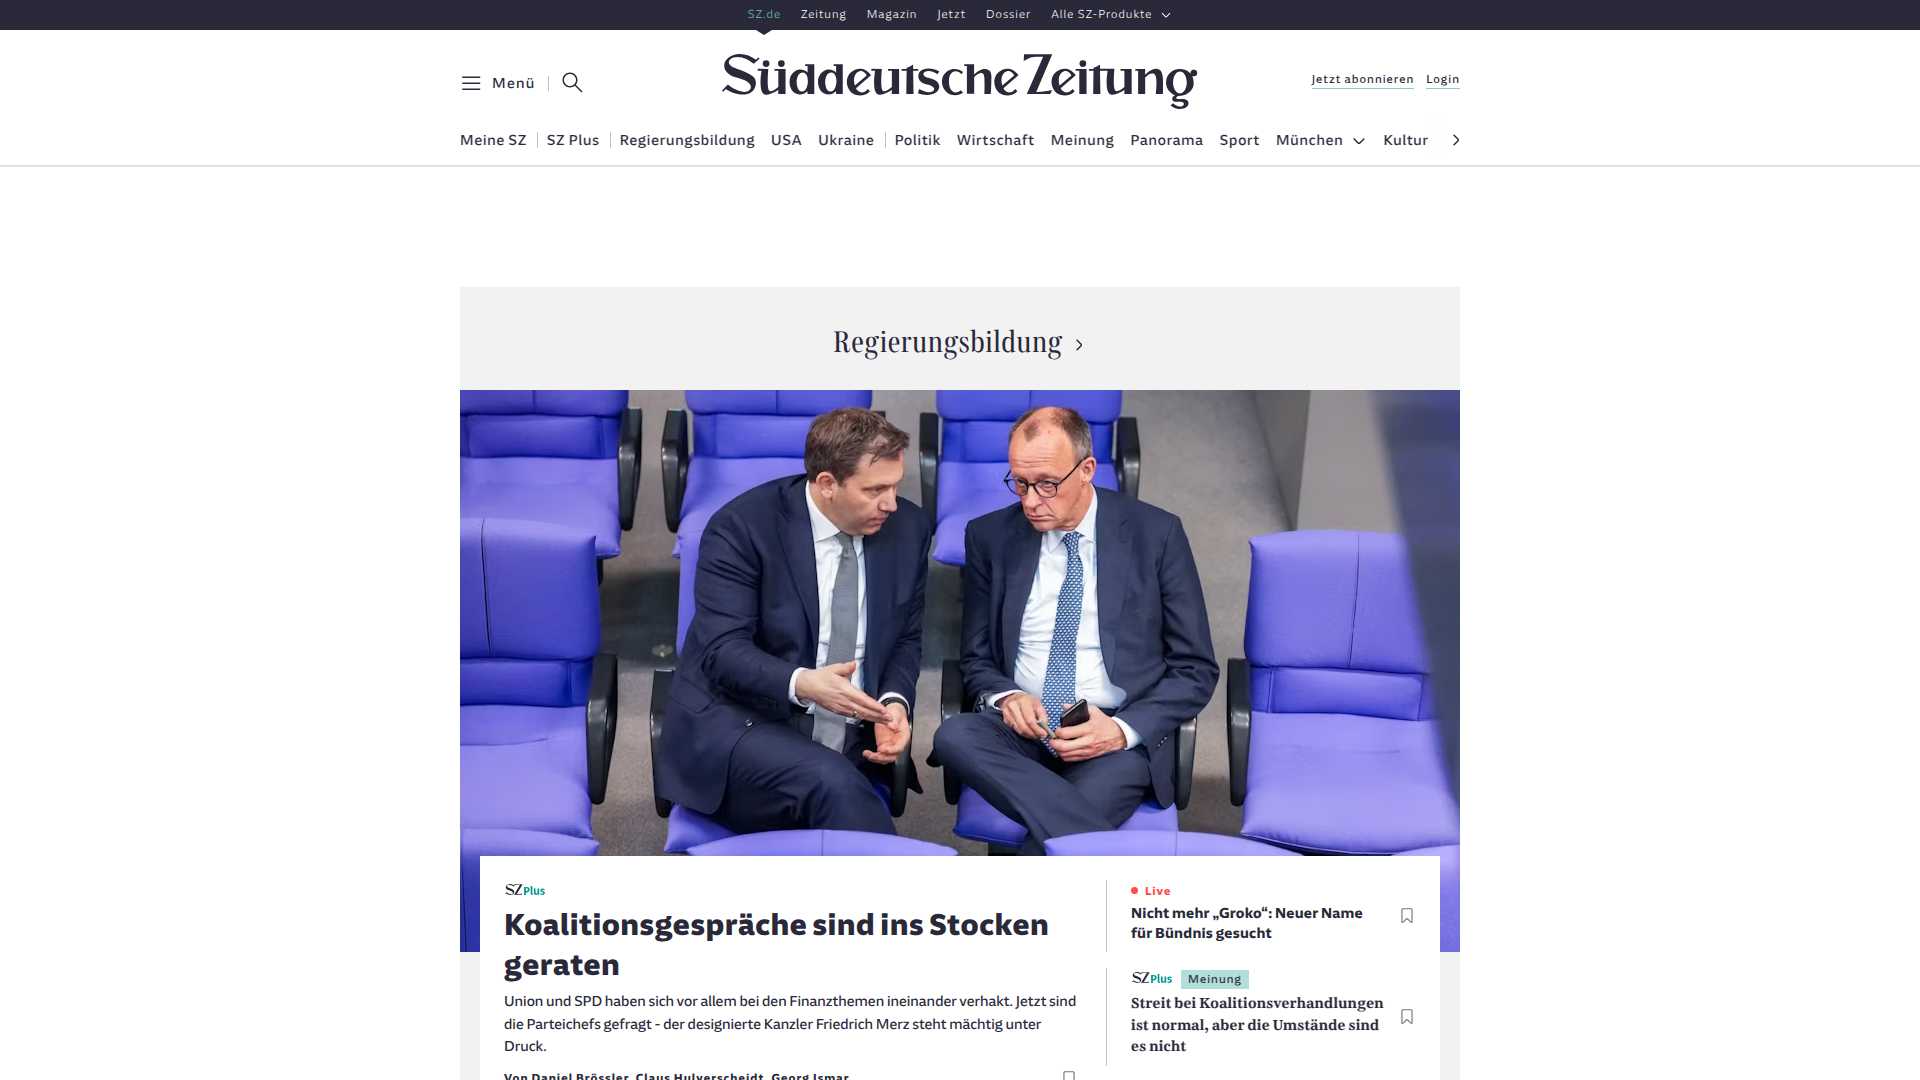 SZ.de Zeitung Magazin Jetzt Dossier Alle SZ-Produkte
Menü
Süddeutsche Zeitung
Jetzt abonnieren Login
Meine SZ SZ Plus Regierungsbildung USA Ukraine Politik Wirtschaft Meinung Panorama Sport München Kultur
Regierungsbildung
SZ Plus
Koalitionsgespräche sind ins Stocken
geraten
Union und SPD haben sich vor allem bei den Finanzthemen ineinander verhakt. Jetzt sind
die Parteichefs gefragt - der designierte Kanzler Friedrich Merz steht mächtig unter
Druck.
Von Daniel Brössler, Claus Hulverscheidt, Georg Ismar
Live
Nicht mehr „Groko“: Neuer Name
für Bündnis gesucht
SZ Plus Meinung
Streit bei Koalitionsverhandlungen
ist normal, aber die Umstände sind
es nicht